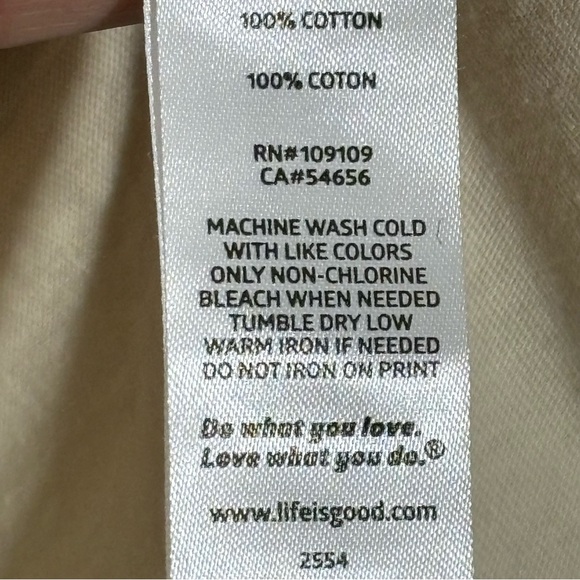 100% COTTON
100% COTON
RN#109109
CA#54656
MACHINE WASH COLD
WITH LIKE COLORS
ONLY NON-CHLORINE
BLEACH WHEN NEEDED
TUMBLE DRY LOW
WARM IRON IF NEEDED
DO NOT IRON ON PRINT
Do what you love.
Love what you do.®
www.lifeisgood.com
2554